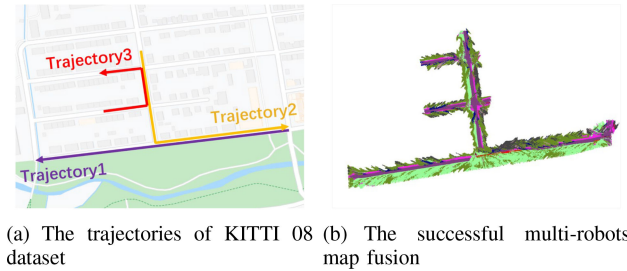 Trajectory3
Trajectory2
Trajectory1
(a) The trajectories of KITTI 08
dataset
(b) The successful multi-robots
map fusion